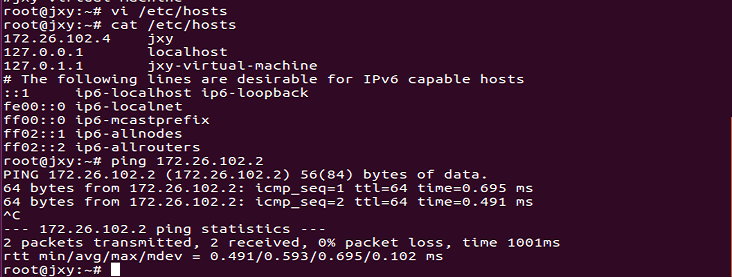 #jxy-virtual-machine
root@jxy:~# vi /etc/hosts
root@jxy:~# cat /etc/hosts
172.26.102.4    jxy
127.0.0.1       localhost
127.0.1.1       jxy-virtual-machine
# The following lines are desirable for IPv6 capable hosts
::1     ip6-localhost ip6-loopback
fe00::0 ip6-localnet
ff00::0 ip6-mcastprefix
ff02::1 ip6-allnodes
ff02::2 ip6-allrouters
root@jxy:~# ping 172.26.102.2
PING 172.26.102.2 (172.26.102.2) 56(84) bytes of data.
64 bytes from 172.26.102.2: icmp_seq=1 ttl=64 time=0.695 ms
64 bytes from 172.26.102.2: icmp_seq=2 ttl=64 time=0.491 ms
^C
--- 172.26.102.2 ping statistics ---
2 packets transmitted, 2 received, 0% packet loss, time 1001ms
rtt min/avg/max/mdev = 0.491/0.593/0.695/0.102 ms
root@jxy:~#